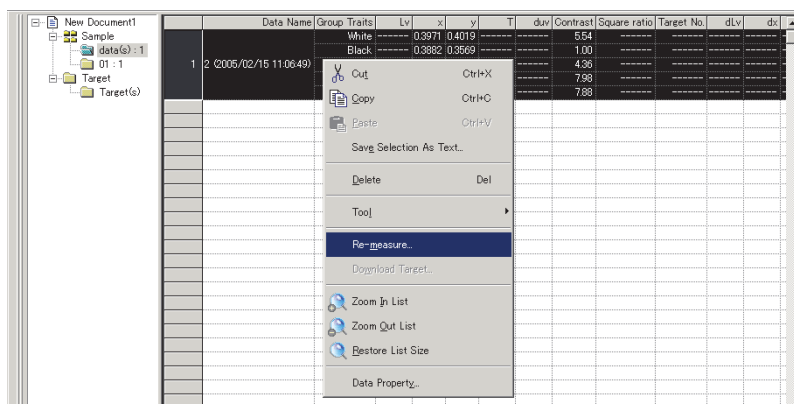 New Document1
Sample
data(s) : 1
01 : 1
Target
Target(s)
Data Name Group Traits Lv x y T duv Contrast Square ratio Target No. dLv dx
White ------ 0.3971 0.4019 ------ ------ 5.54 ------ ------ ------ ------
Black ------ 0.3882 0.3569 ------ ------ 1.00 ------ ------ ------ ------
1 2 (2005/02/15 11:06:49) ------ 4.36 ------ ------ ------ ------
------ 7.98 ------ ------ ------ ------
------ 7.88 ------ ------ ------ ------
Cut Ctrl+X
Copy Ctrl+C
Paste Ctrl+V
Save Selection As Text...
Delete Del
Tool
Re-measure...
Download Target...
Zoom In List
Zoom Out List
Restore List Size
Data Property...